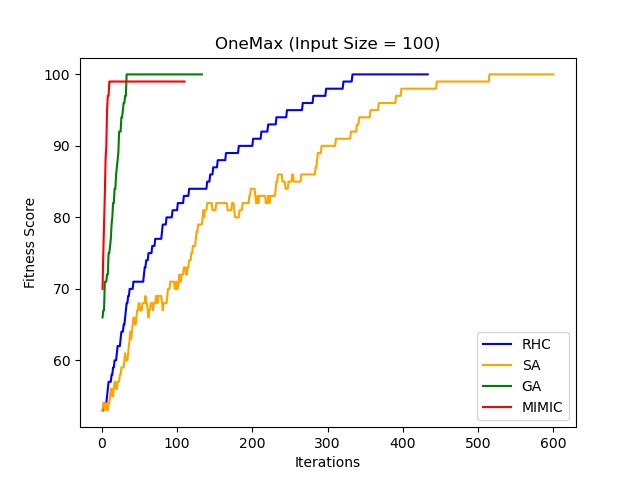 OneMax (Input Size = 100)
Fitness Score
100
90
80
70
60
0 100 200 300 400 500 600
Iterations
RHC
SA
GA
MIMIC